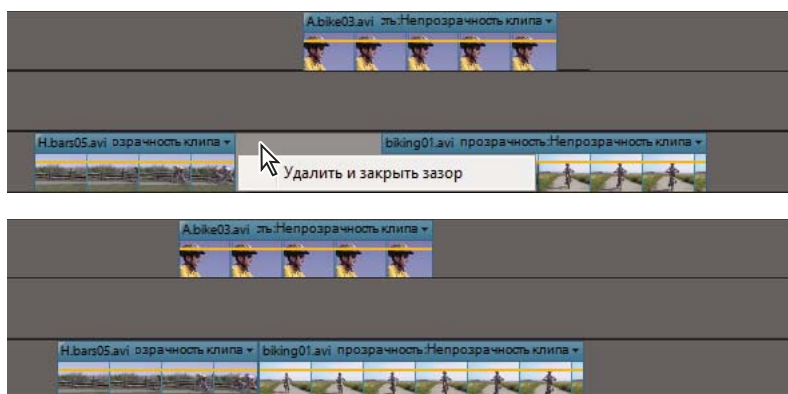 A.bike03.avi ть:Непрозрачность клипа
H.bars05.avi озрачность клипа
biking01.avi прозрачность:Непрозрачность клипа
Удалить и закрыть зазор
A.bike03.avi ть:Непрозрачность клипа
H.bars05.avi озрачность клипа
biking01.avi прозрачность:Непрозрачность клипа